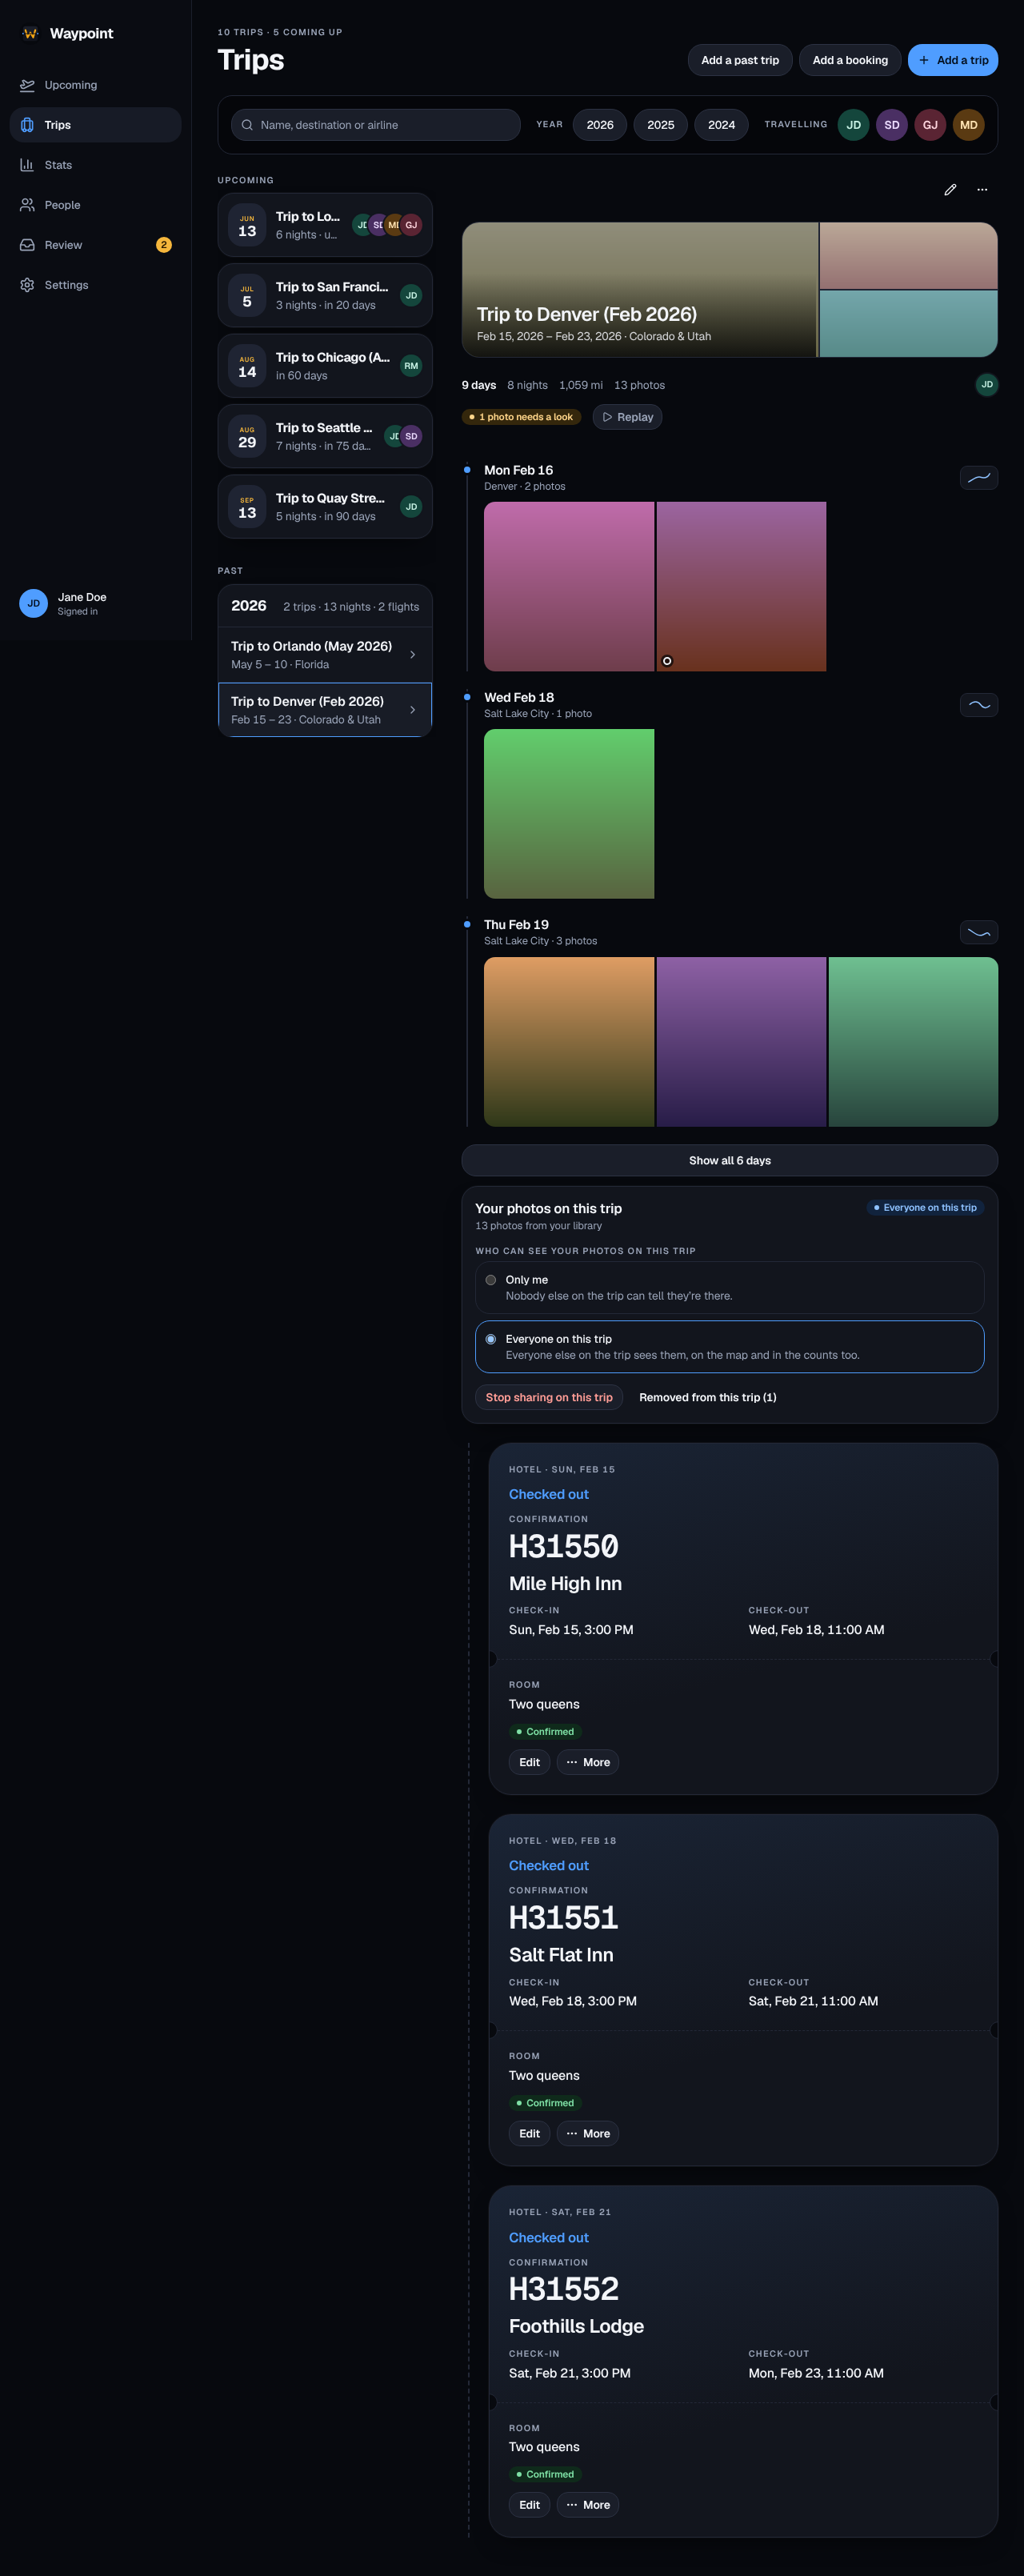 Waypoint
Upcoming
Trips
Stats
People
Review 2
Settings
JD Jane Doe
Signed in
10 TRIPS · 5 COMING UP
Trips
Add a past trip
Add a booking
+ Add a trip
Name, destination or airline
YEAR 2026 2025 2024
TRAVELLING JD SD GJ MD
UPCOMING
JUN 13
Trip to Lo...
6 nights · u...
GJ
JUL 5
Trip to San Franci...
3 nights · in 20 days
JD
AUG 14
Trip to Chicago (A...
in 60 days
RM
AUG 29
Trip to Seattle ...
7 nights · in 75 da...
SD
SEP 13
Trip to Quay Stre...
5 nights · in 90 days
JD
PAST
2026 2 trips · 13 nights · 2 flights
Trip to Orlando (May 2026)
May 5 – 10 · Florida
Trip to Denver (Feb 2026)
Feb 15 – 23 · Colorado & Utah
Trip to Denver (Feb 2026)
Feb 15, 2026 – Feb 23, 2026 · Colorado & Utah
9 days 8 nights 1,059 mi 13 photos
JD
1 photo needs a look
Replay
Mon Feb 16
Denver · 2 photos
Wed Feb 18
Salt Lake City · 1 photo
Thu Feb 19
Salt Lake City · 3 photos
Show all 6 days
Your photos on this trip
13 photos from your library
Everyone on this trip
WHO CAN SEE YOUR PHOTOS ON THIS TRIP
Only me
Nobody else on the trip can tell they're there.
Everyone on this trip
Everyone else on the trip sees them, on the map and in the counts too.
Stop sharing on this trip
Removed from this trip (1)
HOTEL · SUN, FEB 15
Checked out
CONFIRMATION
H31550
Mile High Inn
CHECK-IN CHECK-OUT
Sun, Feb 15, 3:00 PM Wed, Feb 18, 11:00 AM
ROOM
Two queens
Confirmed
Edit ··· More
HOTEL · WED, FEB 18
Checked out
CONFIRMATION
H31551
Salt Flat Inn
CHECK-IN CHECK-OUT
Wed, Feb 18, 3:00 PM Sat, Feb 21, 11:00 AM
ROOM
Two queens
Confirmed
Edit ··· More
HOTEL · SAT, FEB 21
Checked out
CONFIRMATION
H31552
Foothills Lodge
CHECK-IN CHECK-OUT
Sat, Feb 21, 3:00 PM Mon, Feb 23, 11:00 AM
ROOM
Two queens
Confirmed
Edit ··· More